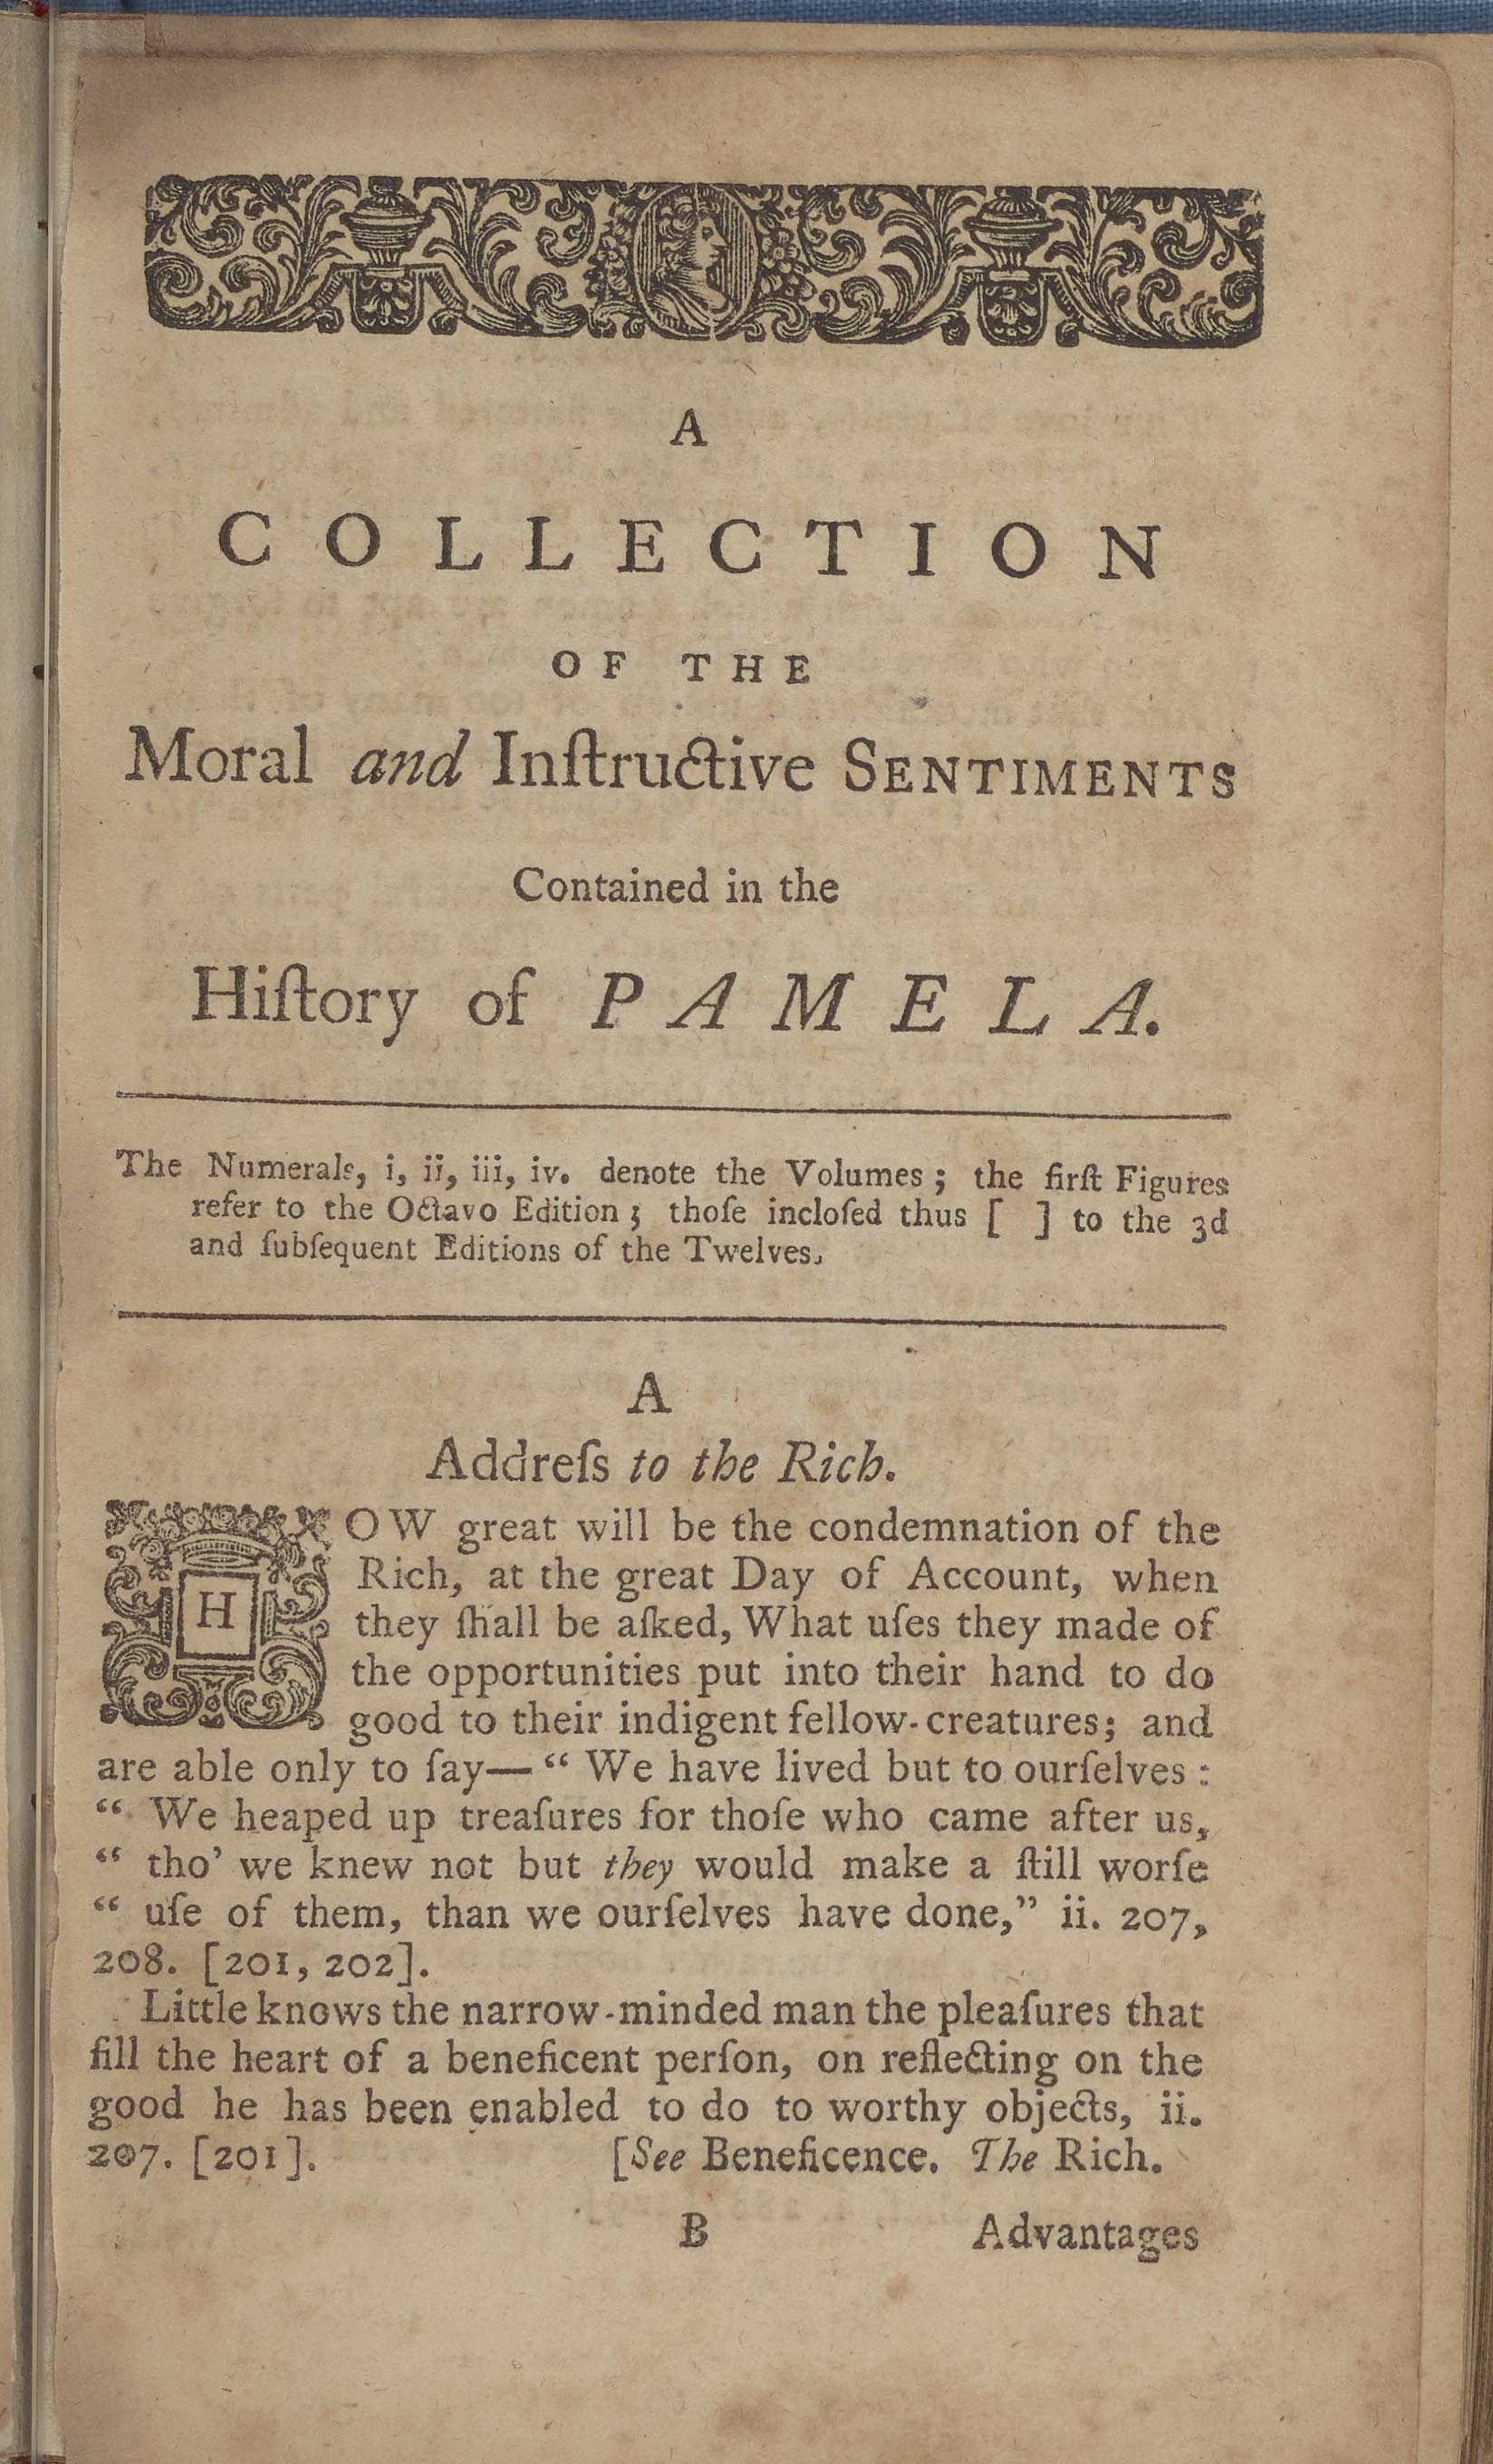 A
COLLECTION
OF THE
Moral and Inſtructive SENTIMENTS
Contained in the
Hiſtory of PAMELA.
The Numerals, i, ii, iii, iv. denote the Volumes; the firſt Figures
refer to the Octavo Edition; thoſe incloſed thus [ ] to the 3d
and ſubſequent Editions of the Twelves.
A
Addreſs to the Rich.
HOW great will be the condemnation of the
Rich, at the great Day of Account, when
they ſhall be aſked, What uſes they made of
the opportunities put into their hand to do
good to their indigent fellow-creatures; and
are able only to ſay—“ We have lived but to ourſelves :
“ We heaped up treaſures for thoſe who came after us,
“ tho’ we knew not but they would make a ſtill worſe
“ uſe of them, than we ourſelves have done,” ii. 207,
208. [201, 202].
Little knows the narrow-minded man the pleaſures that
fill the heart of a beneficent perſon, on reflecting on the
good he has been enabled to do to worthy objects, ii.
207. [201]. [See Beneficence. The Rich.
B Advantages